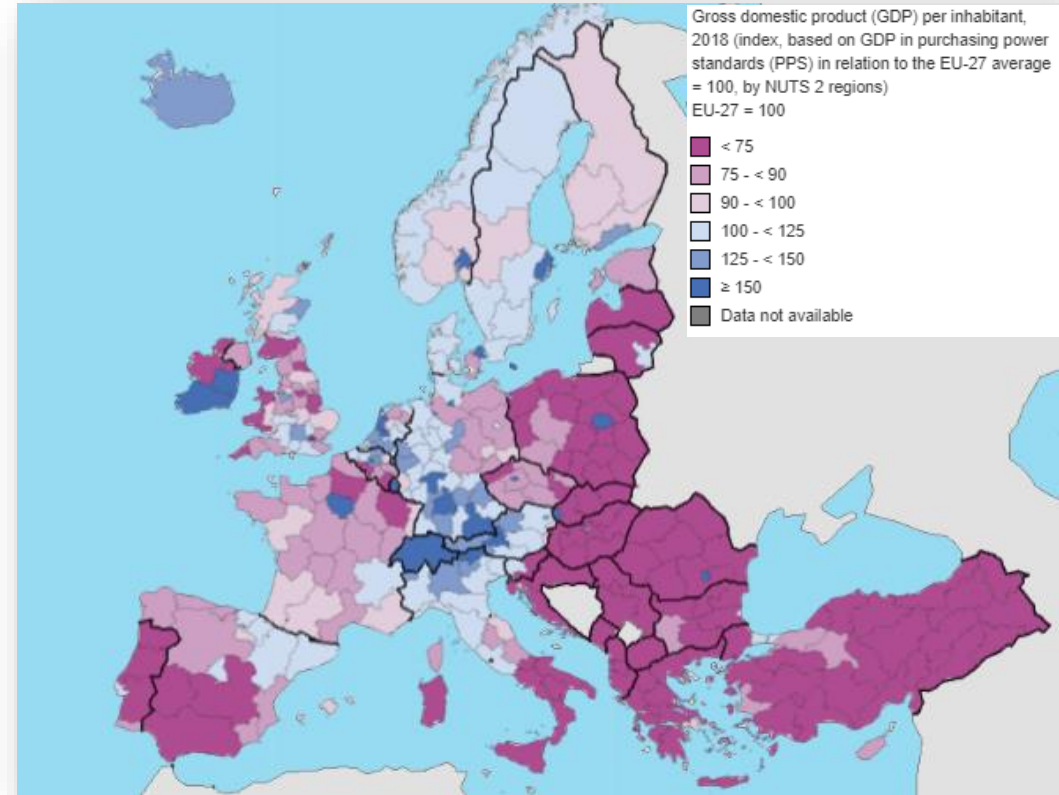 Gross domestic product (GDP) per inhabitant,
2018 (index, based on GDP in purchasing power
standards (PPS) in relation to the EU-27 average
= 100, by NUTS 2 regions)
EU-27 = 100
< 75
75 - < 90
90 - < 100
100 - < 125
125 - < 150
≥ 150
Data not available